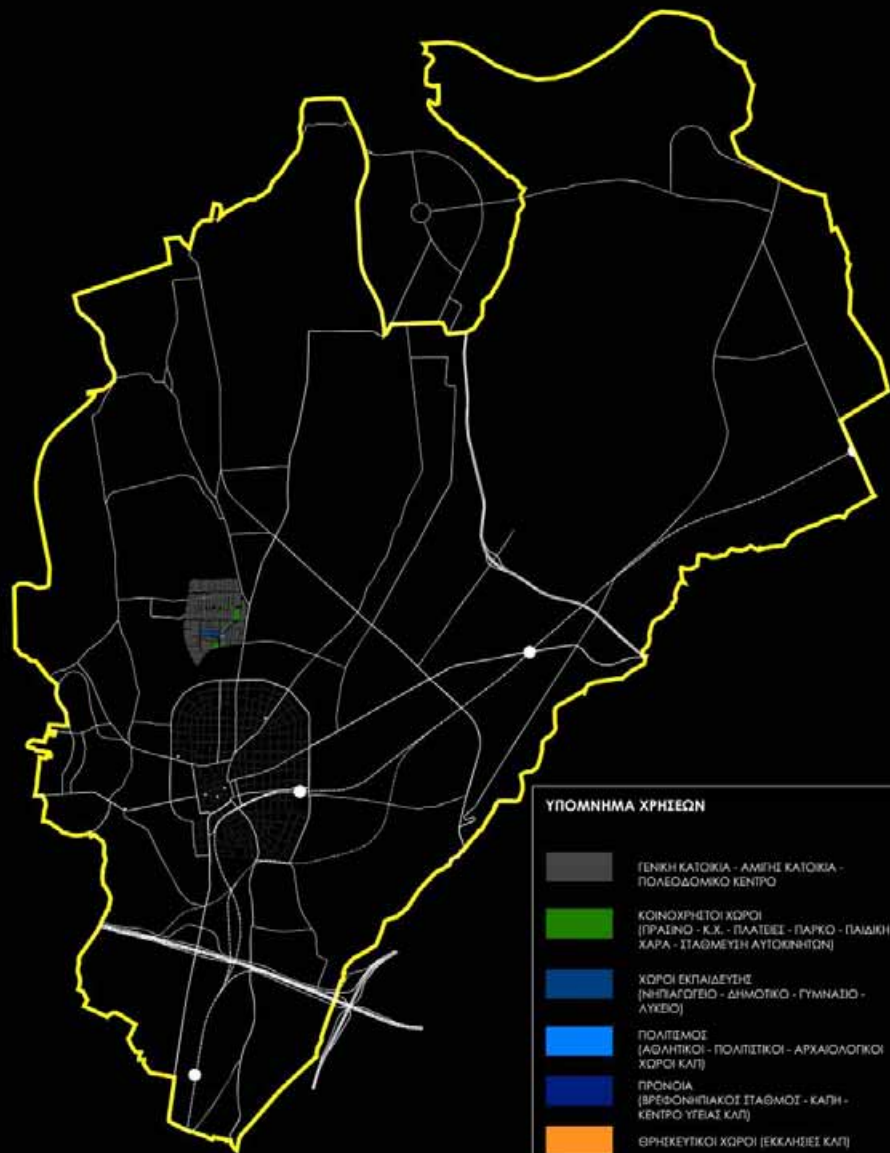 ΥΠΟΜΝΗΜΑ ΧΡΗΣΕΩΝ
ΓΕΝΙΚΗ ΚΑΤΟΙΚΙΑ - ΑΜΙΓΗΣ ΚΑΤΟΙΚΙΑ -
ΠΟΛΕΟΔΟΜΙΚΟ ΚΕΝΤΡΟ
ΚΟΙΝΟΧΡΗΣΤΟΙ ΧΩΡΟΙ
(ΠΡΑΣΙΝΟ - Κ.Χ. - ΠΛΑΤΕΙΕΣ - ΠΑΡΚΟ - ΠΑΙΔΙΚΗ
ΧΑΡΑ - ΣΤΑΘΜΕΥΣΗ ΑΥΤΟΚΙΝΗΤΩΝ)
ΧΩΡΟΙ ΕΚΠΑΙΔΕΥΣΗΣ
(ΝΗΠΙΑΓΩΓΕΙΟ - ΔΗΜΟΤΙΚΟ - ΓΥΜΝΑΣΙΟ -
ΛΥΚΕΙΟ)
ΠΟΛΙΤΙΣΜΟΣ
(ΑΘΛΗΤΙΚΟΙ - ΠΟΛΙΤΙΣΤΙΚΟΙ - ΑΡΧΑΙΟΛΟΓΙΚΟΙ
ΧΩΡΟΙ ΚΛΠ)
ΠΡΟΝΟΙΑ
(ΒΡΕΦΟΝΗΠΙΑΚΟΣ ΣΤΑΘΜΟΣ - ΚΑΠΗ -
ΚΕΝΤΡΟ ΥΓΕΙΑΣ ΚΛΠ)
ΘΡΗΣΚΕΥΤΙΚΟΙ ΧΩΡΟΙ (ΕΚΚΛΗΣΙΕΣ ΚΛΠ)